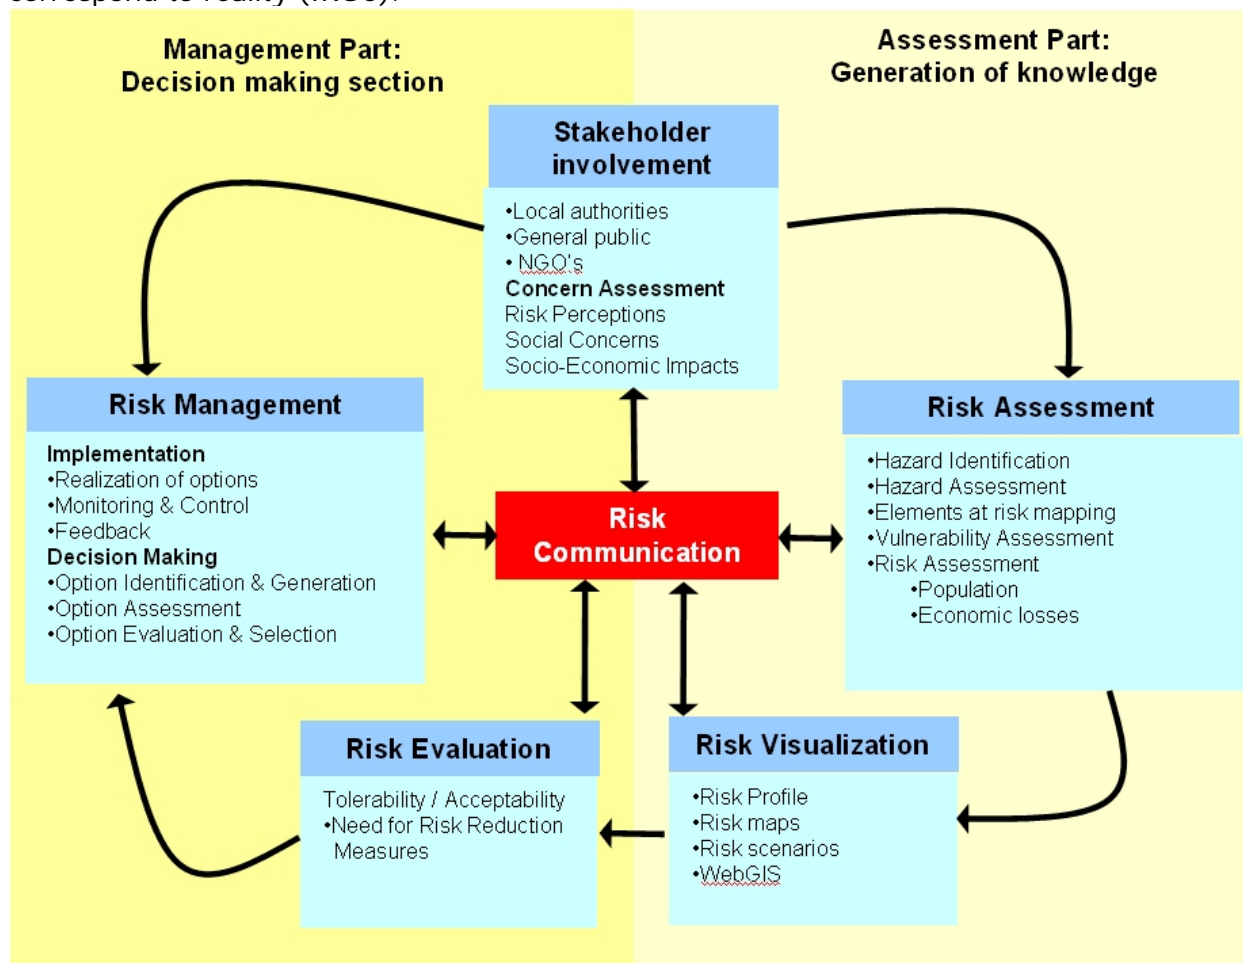 Management Part:
Decision making section
Assessment Part:
Generation of knowledge
Stakeholder
involvement
•Local authorities
•General public
• NGO's
Concern Assessment
Risk Perceptions
Social Concerns
Socio-Economic Impacts
Risk Management
Implementation
•Realization of options
•Monitoring & Control
•Feedback
Decision Making
•Option Identification & Generation
•Option Assessment
•Option Evaluation & Selection
Risk
Communication
Risk Assessment
•Hazard Identification
•Hazard Assessment
•Elements at risk mapping
•Vulnerability Assessment
•Risk Assessment
•Population
•Economic losses
Risk Evaluation
Tolerability / Acceptability
•Need for Risk Reduction
Measures
Risk Visualization
•Risk Profile
•Risk maps
•Risk scenarios
•WebGIS